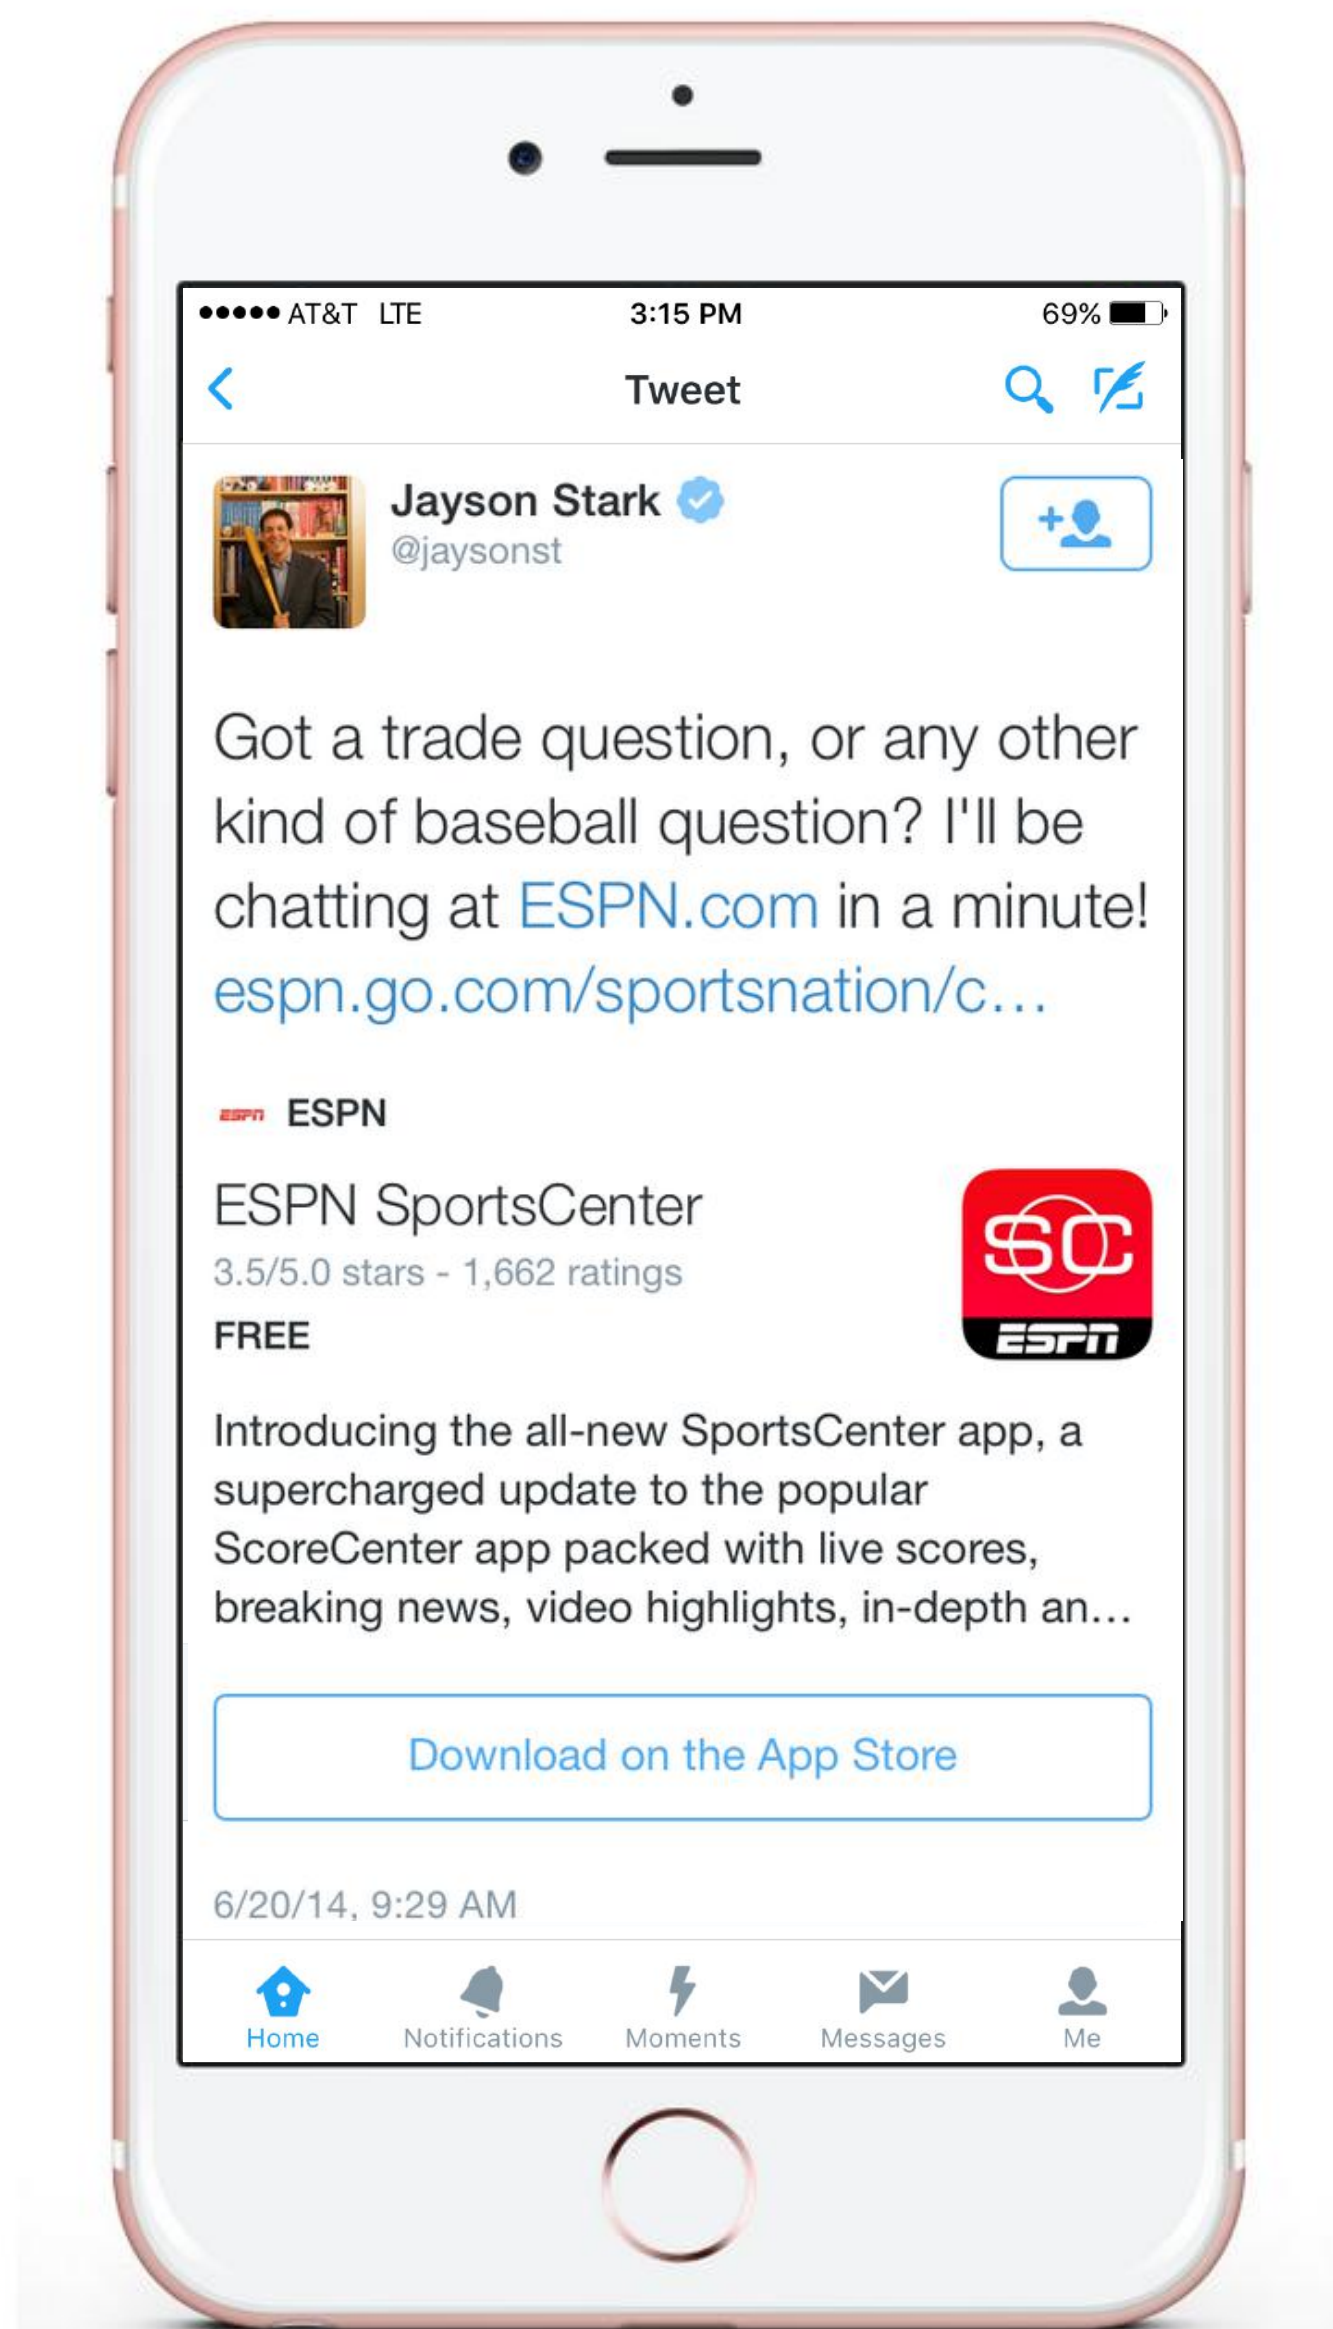 AT&T LTE 3:15 PM 69%
Tweet
Jayson Stark
@jaysonst
Got a trade question, or any other
kind of baseball question? I'll be
chatting at ESPN.com in a minute!
espn.go.com/sportsnation/c...
ESPN ESPN
ESPN SportsCenter
3.5/5.0 stars - 1,662 ratings
FREE
SC
ESPN
Introducing the all-new SportsCenter app, a
supercharged update to the popular
ScoreCenter app packed with live scores,
breaking news, video highlights, in-depth an...
Download on the App Store
6/20/14, 9:29 AM
Home Notifications Moments Messages Me